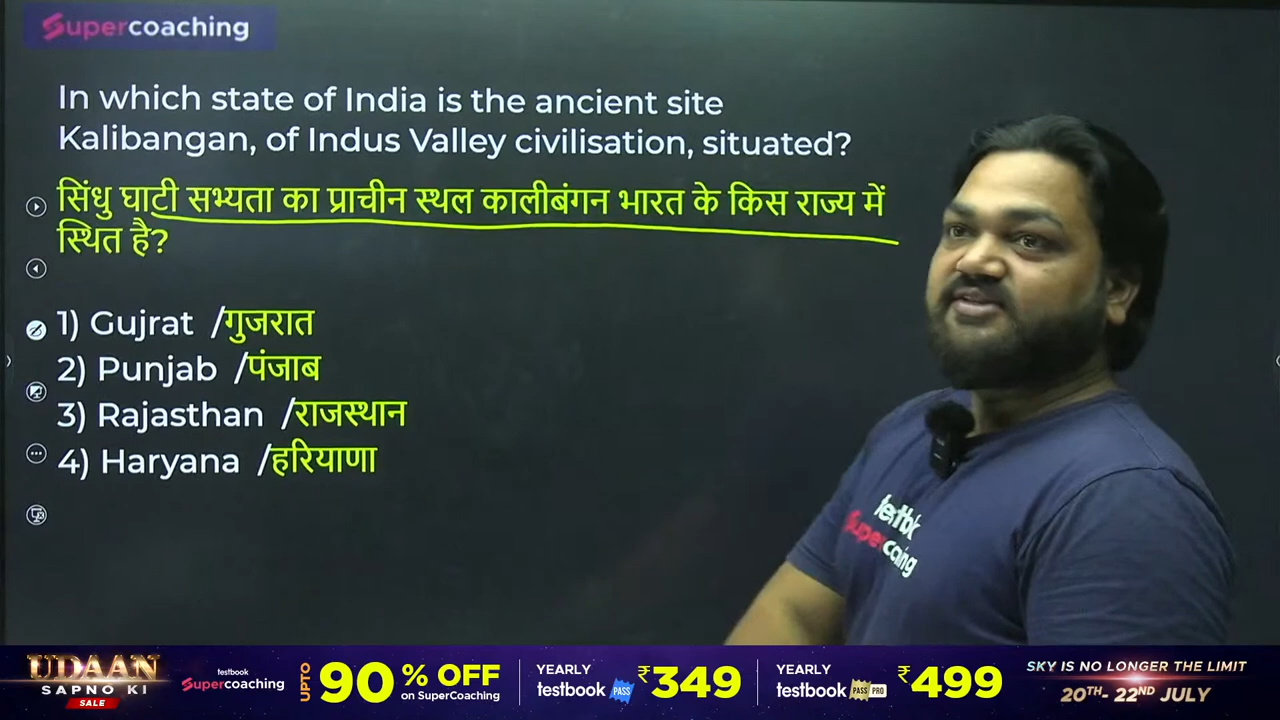 Supercoaching
In which state of India is the ancient site
Kalibangan, of Indus Valley civilisation, situated?
सिंधु घाटी सभ्यता का प्राचीन स्थल कालीबंगन भारत के किस राज्य में
स्थित है?
1) Gujrat /गुजरात
2) Punjab /पंजाब
3) Rajasthan /राजस्थान
4) Haryana /हरियाणा
testb
Supercoaching
UDAAN
SAPNO KI
SALE
testbook
Supercoaching
UPTO 90% OFF
on SuperCoaching
YEARLY
testbook PASS ₹349
YEARLY
testbook PASS PRO ₹499
SKY IS NO LONGER THE LIMIT
20TH- 22ND JULY